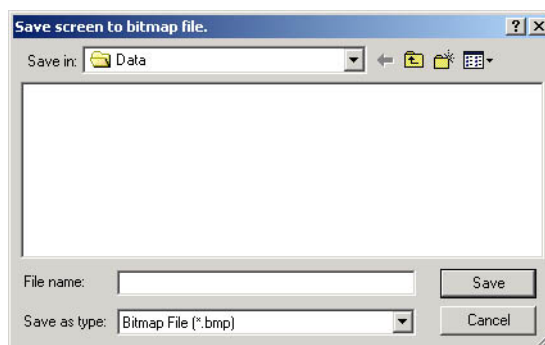 Save screen to bitmap file.
Save in: Data
File name:
Save
Save as type: Bitmap File (*.bmp)
Cancel